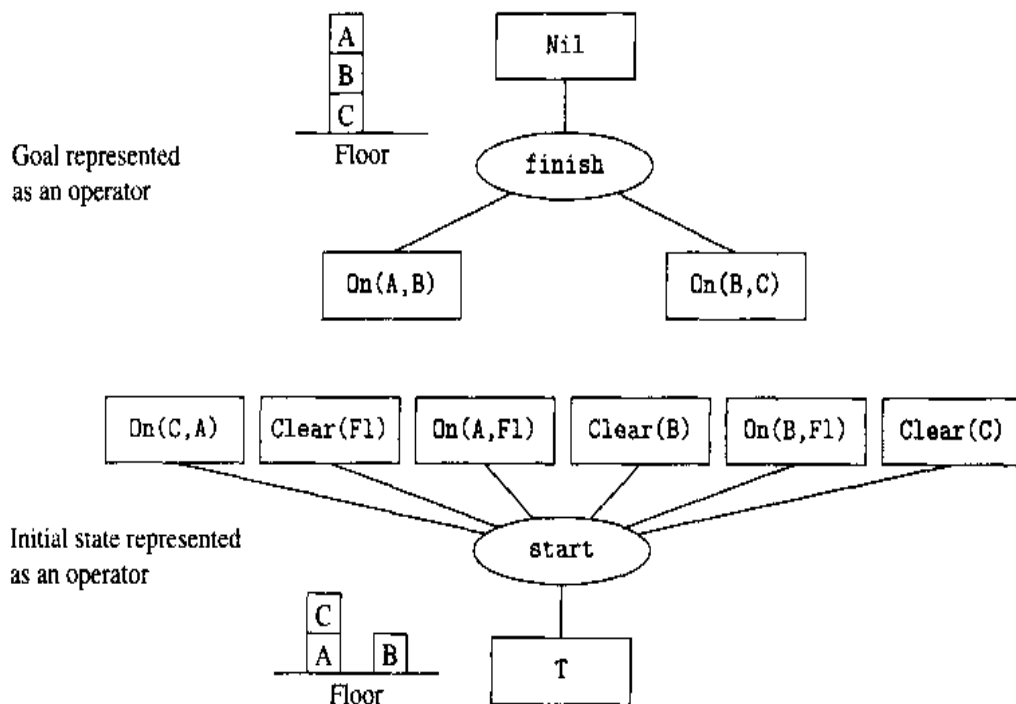 A
Nil
B
C
Floor
Goal represented
as an operator
finish
On(A,B)
On(B,C)
On(C,A)
Clear(Fl)
On(A,Fl)
Clear(B)
On(B,Fl)
Clear(C)
Initial state represented
as an operator
start
C
A
B
T
Floor